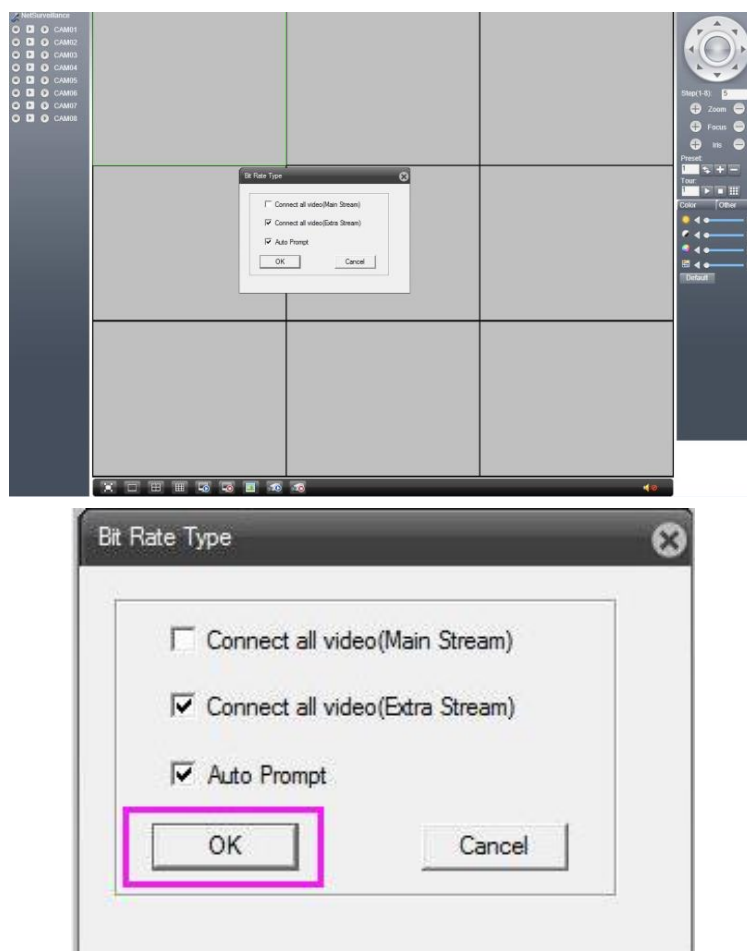 NetSurveillance
CAM01
CAM02
CAM03
CAM04
CAM05
CAM06
CAM07
CAM08
Bit Rate Type
Connect all video(Main Stream)
Connect all video(Extra Stream)
Auto Prompt
OK Cancel
Step(1-8): 5
Zoom
Focus
Iris
Preset:
1
Tour:
1
Color Other
Default
Bit Rate Type
Connect all video(Main Stream)
Connect all video(Extra Stream)
Auto Prompt
OK Cancel